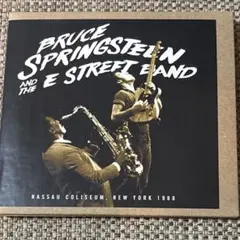 BRUCE
SPRINGSTEEN
AND THE E STREET BAND
NASSAU COLISEUM, NEW YORK 1980